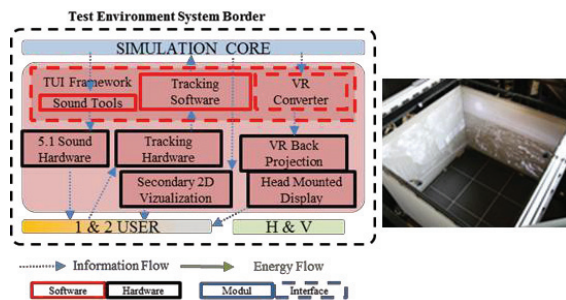 Test Environment System Border
SIMULATION CORE
TUI Framework
Sound Tools
Tracking
Software
VR
Converter
5.1 Sound
Hardware
Tracking
Hardware
VR Back
Projection
Secondary 2D
Vizualization
Head Mounted
Display
1 & 2 USER
H & V
Information Flow
Energy Flow
Software
Hardware
Modul
Interface